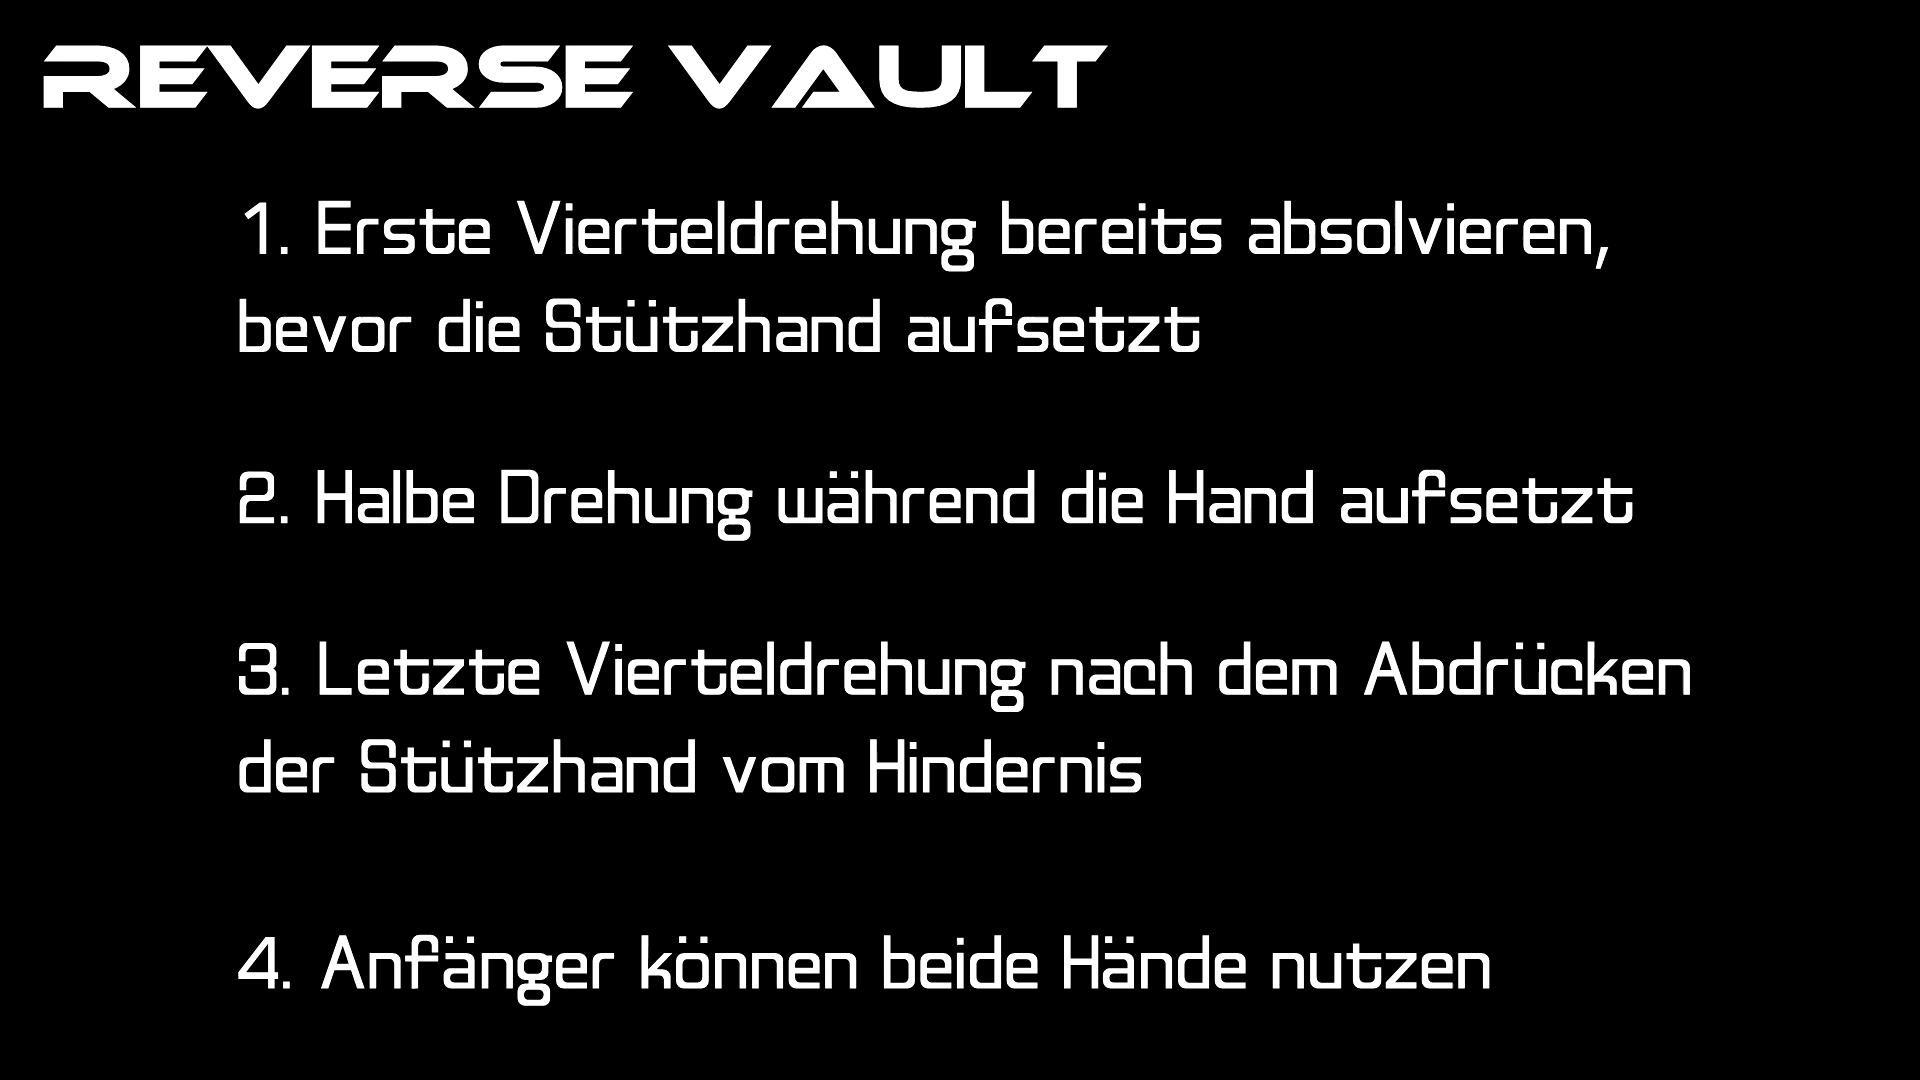 REVERSE VAULT
1. Erste Vierteldrehung bereits absolvieren,
bevor die Stützhand aufsetzt
2. Halbe Drehung während die Hand aufsetzt
3. Letzte Vierteldrehung nach dem Abdrücken
der Stützhand vom Hindernis
4. Anfänger können beide Hände nutzen